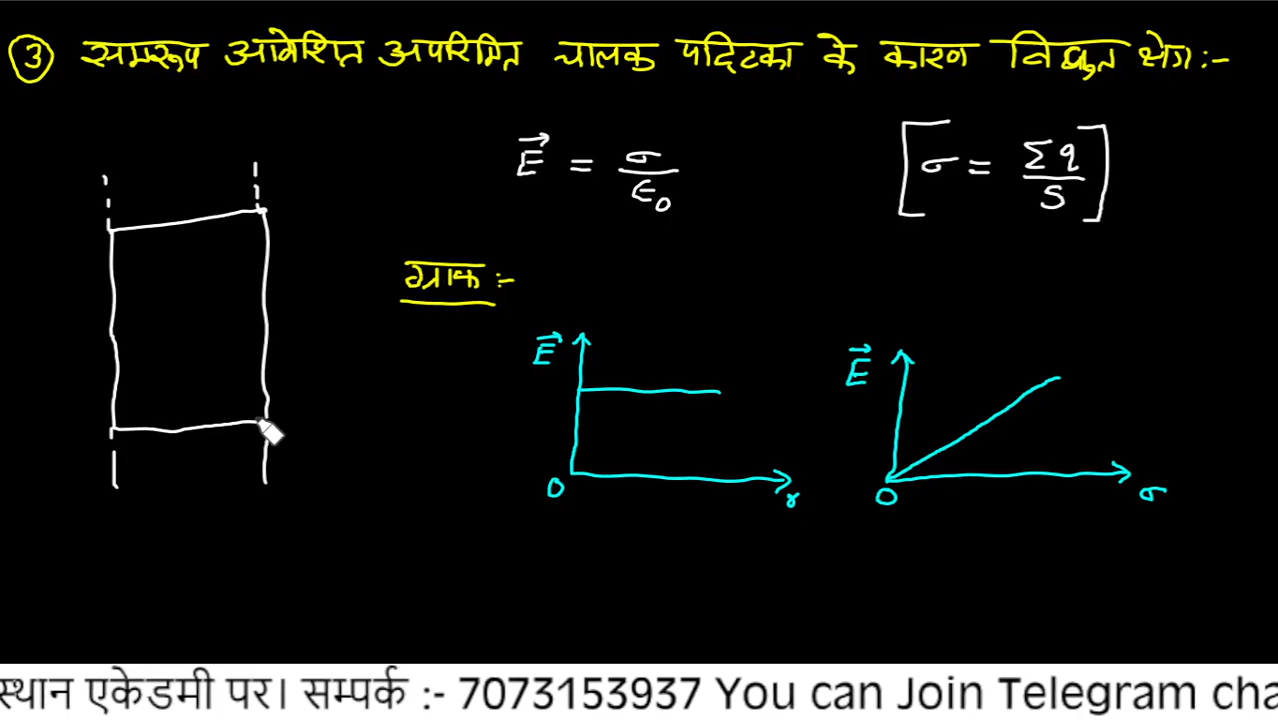 ③ समरूप आवेशित अपरिमित चालक पट्टिका के कारण विद्युत क्षेत्र :-
E⃗ = σ/ε₀
[σ = Σq/S]
ग्राफ :-
E⃗
E⃗
0
r
0
σ
स्थान एकेडमी पर। सम्पर्क :- 7073153937 You can Join Telegram cha